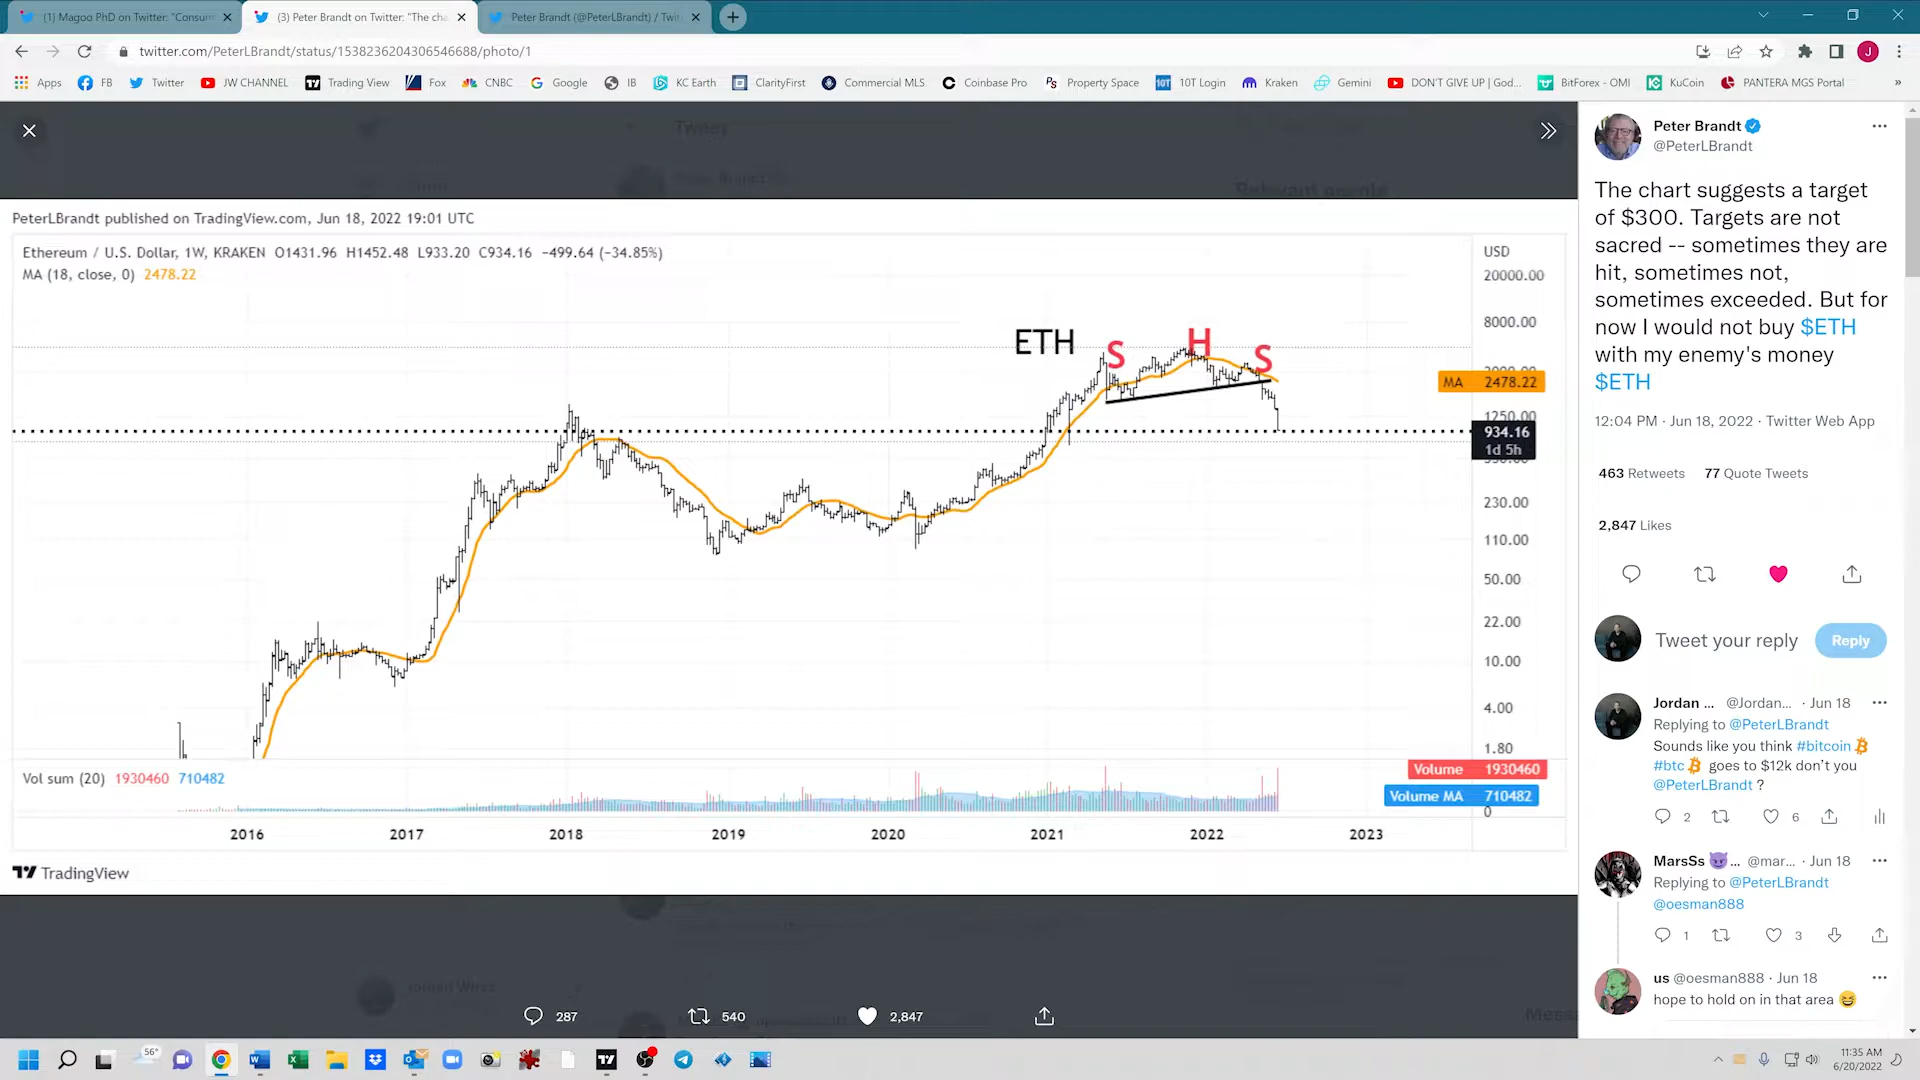 (1) Magoo PhD on Twitter: "Consum
(3) Peter Brandt on Twitter: "The cha
Peter Brandt (@PeterLBrandt) / Twit
twitter.com/PeterLBrandt/status/1538236204306546688/photo/1
J
Apps FB Twitter JW CHANNEL Trading View Fox CNBC Google IB KC Earth ClarityFirst Commercial MLS Coinbase Pro Property Space 10T Login Kraken Gemini DON'T GIVE UP | God... BitForex - OMI KuCoin PANTERA MGS Portal »
PeterLBrandt published on TradingView.com, Jun 18, 2022 19:01 UTC
Ethereum / U.S. Dollar, 1W, KRAKEN O1431.96 H1452.48 L933.20 C934.16 −499.64 (−34.85%)
MA (18, close, 0) 2478.22
USD
20000.00
8000.00
ETH S H S
MA 2478.22
1250.00
934.16
1d 5h
230.00
110.00
50.00
22.00
10.00
4.00
1.80
Vol sum (20) 1930460 710482
Volume 1930460
Volume MA 710482
0
2016 2017 2018 2019 2020 2021 2022 2023
TradingView
287 540 2,847
Peter Brandt
@PeterLBrandt
The chart suggests a target
of $300. Targets are not
sacred -- sometimes they are
hit, sometimes not,
sometimes exceeded. But for
now I would not buy $ETH
with my enemy's money
$ETH
12:04 PM · Jun 18, 2022 · Twitter Web App
463 Retweets 77 Quote Tweets
2,847 Likes
Tweet your reply Reply
Jordan ... @Jordan... · Jun 18
Replying to @PeterLBrandt
Sounds like you think #bitcoin
#btc goes to $12k don't you
@PeterLBrandt ?
2 6
MarsSs ... @mar... · Jun 18
Replying to @PeterLBrandt
@oesman888
1 3
us @oesman888 · Jun 18
hope to hold on in that area
56°
11:35 AM
6/20/2022